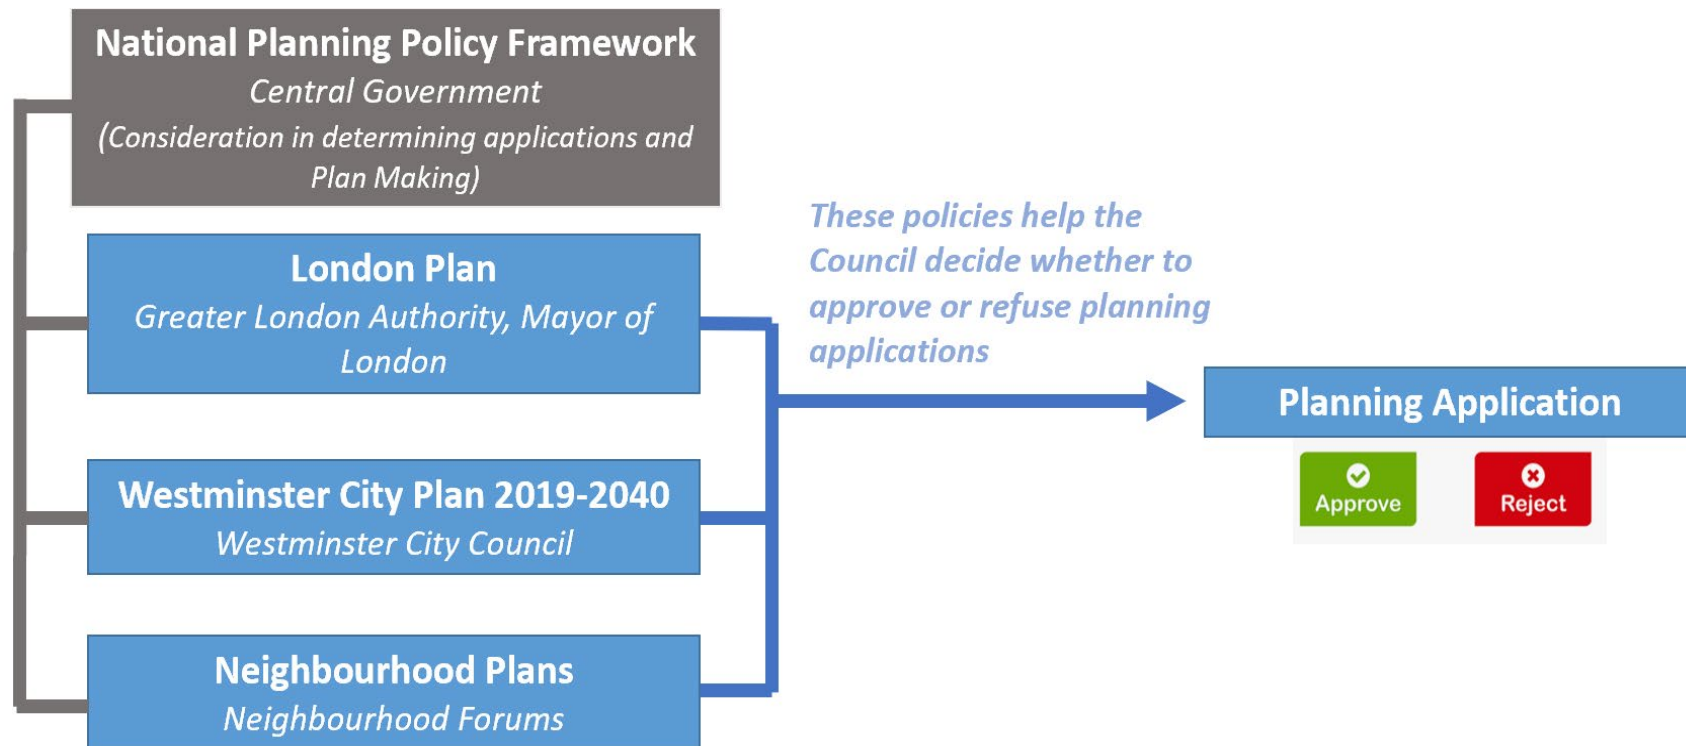 National Planning Policy Framework
Central Government
(Consideration in determining applications and
Plan Making)
London Plan
Greater London Authority, Mayor of
London
Westminster City Plan 2019-2040
Westminster City Council
Neighbourhood Plans
Neighbourhood Forums
These policies help the
Council decide whether to
approve or refuse planning
applications
Planning Application
Approve
Reject